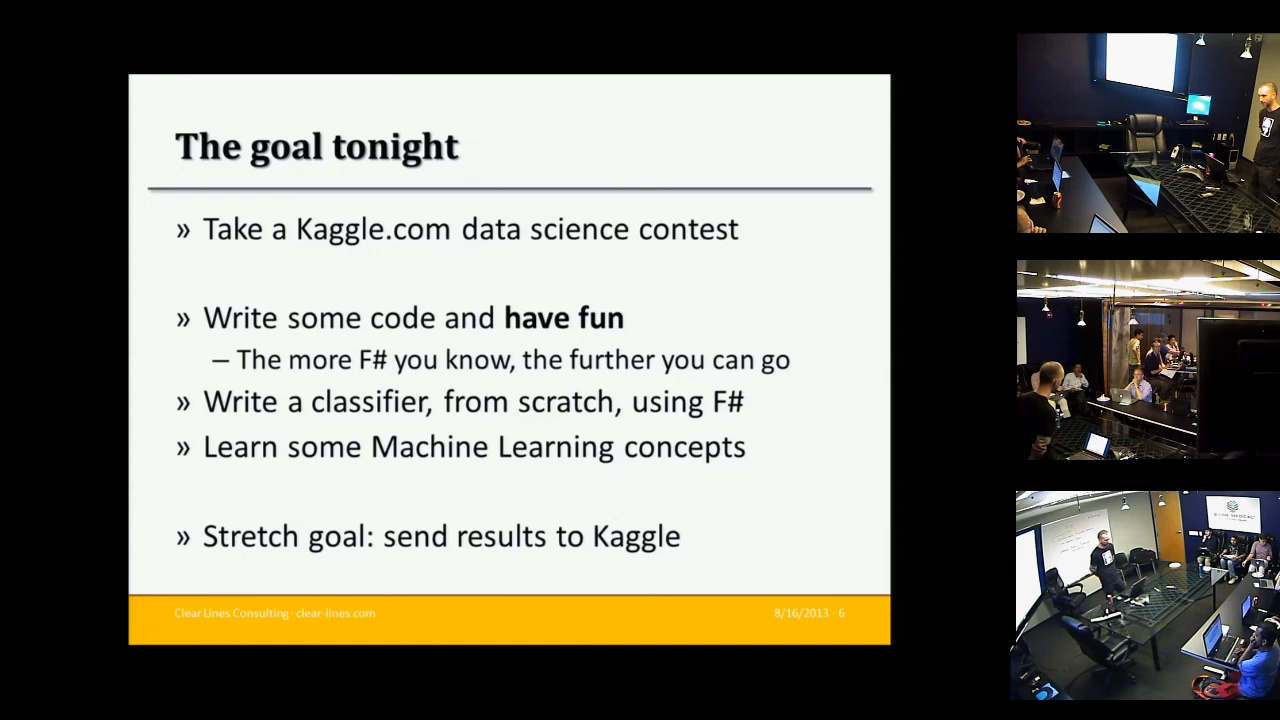 The goal tonight
» Take a Kaggle.com data science contest
» Write some code and have fun
– The more F# you know, the further you can go
» Write a classifier, from scratch, using F#
» Learn some Machine Learning concepts
» Stretch goal: send results to Kaggle
Clear Lines Consulting · clear-lines.com
8/16/2013 · 6